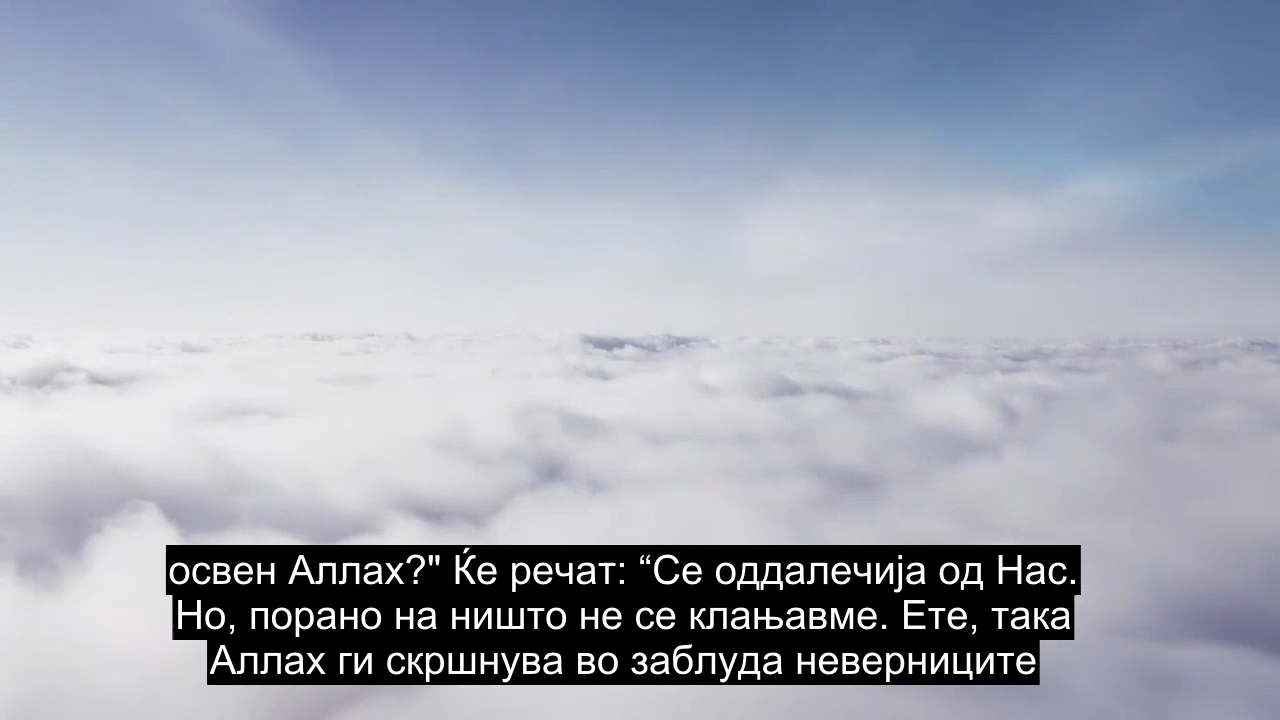 освен Аллах?" Ќе речат: “Се оддалечија од Нас.
Но, порано на ништо не се клањавме. Ете, така
Аллах ги скршнува во заблуда неверниците